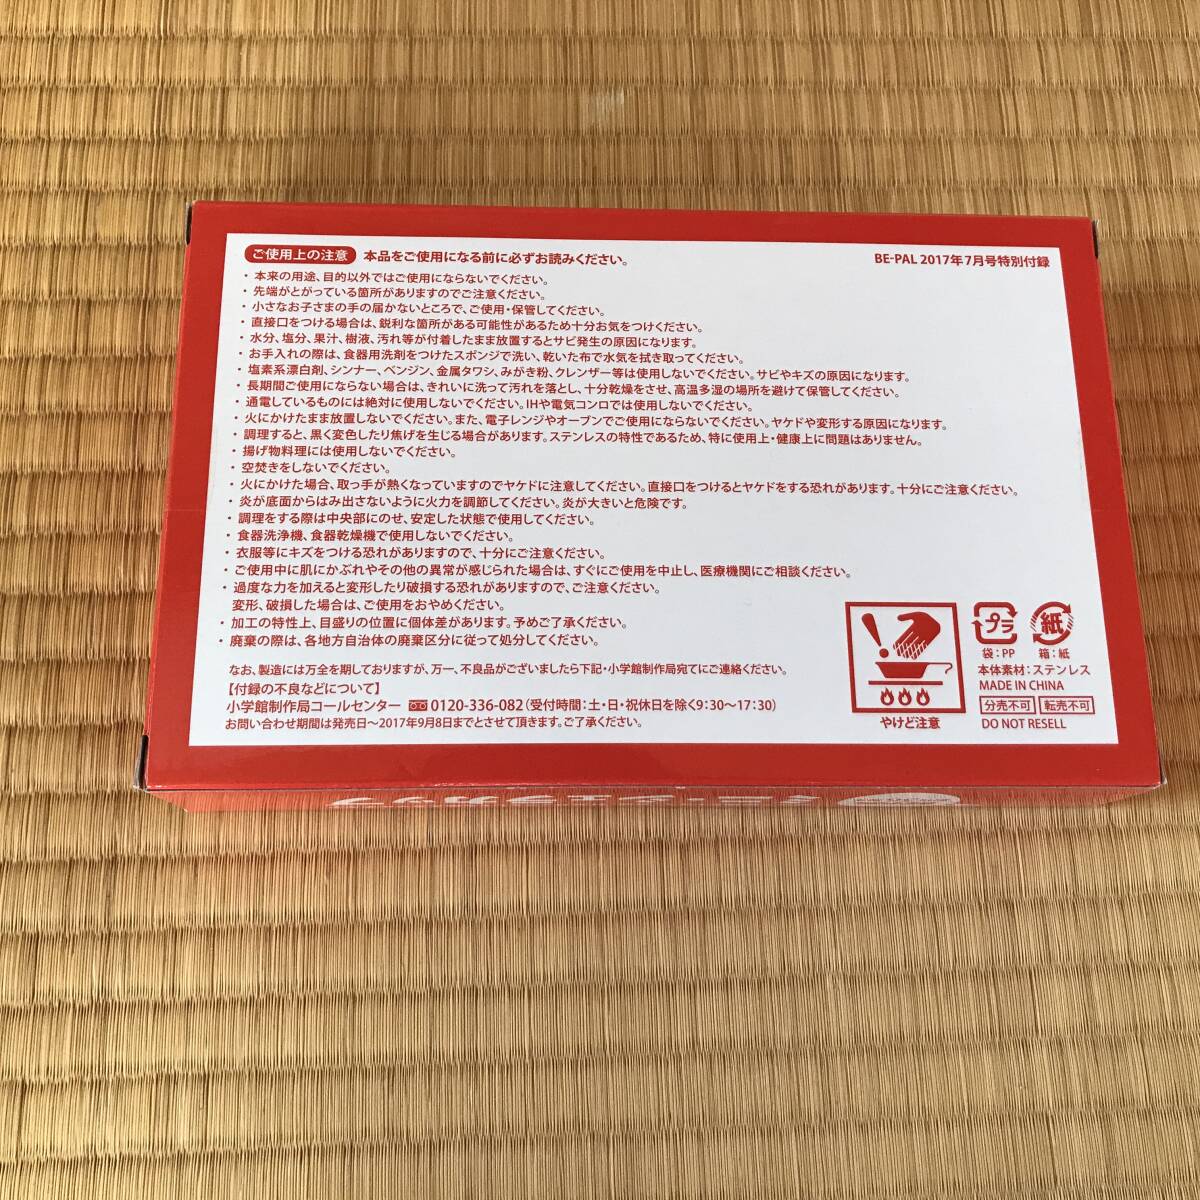 ご使用上の注意 本品をご使用になる前に必ずお読みください。
BE-PAL 2017年7月号特別付録
・本来の用途、目的以外ではご使用にならないでください。
・先端がとがっている箇所がありますのでご注意ください。
・小さなお子さまの手の届かないところで、ご使用・保管してください。
・直接口をつける場合は、鋭利な箇所がある可能性があるため十分お気をつけください。
・水分、塩分、果汁、樹液、汚れ等が付着したまま放置するとサビ発生の原因になります。
・お手入れの際は、食器用洗剤をつけたスポンジで洗い、乾いた布で水気を拭き取ってください。
・塩素系漂白剤、シンナー、ベンジン、金属タワシ、みがき粉、クレンザー等は使用しないでください。サビやキズの原因になります。
・長期間ご使用にならない場合は、きれいに洗って汚れを落とし、十分乾燥をさせ、高温多湿の場所を避けて保管してください。
・通電しているものには絶対に使用しないでください。IHや電気コンロでは使用しないでください。
・火にかけたまま放置しないでください。また、電子レンジやオーブンでご使用にならないでください。ヤケドや変形する原因になります。
・調理すると、黒く変色したり焦げを生じる場合があります。ステンレスの特性であるため、特に使用上・健康上に問題はありません。
・揚げ物料理には使用しないでください。
・空焚きをしないでください。
・火にかけた場合、取っ手が熱くなっていますのでヤケドに注意してください。直接口をつけるとヤケドをする恐れがあります。十分にご注意ください。
・炎が底面からはみ出さないように火力を調節してください。炎が大きいと危険です。
・調理をする際は中央部にのせ、安定した状態で使用してください。
・食器洗浄機、食器乾燥機で使用しないでください。
・衣服等にキズをつける恐れがありますので、十分にご注意ください。
・ご使用中に肌にかぶれやその他の異常が感じられた場合は、すぐにご使用を中止し、医療機関にご相談ください。
・過度な力を加えると変形したり破損する恐れがありますので、ご注意ください。
変形、破損した場合は、ご使用をおやめください。
・加工の特性上、目盛りの位置に個体差があります。予めご了承ください。
・廃棄の際は、各地方自治体の廃棄区分に従って処分してください。
なお、製造には万全を期しておりますが、万一、不良品がございましたら下記・小学館制作局宛てにご連絡ください。
【付録の不良などについて】
小学館制作局コールセンター 0120-336-082(受付時間:土・日・祝休日を除く9:30〜17:30)
お問い合わせ期間は発売日〜2017年9月8日までとさせて頂きます。ご了承ください。
やけど注意
プラ 紙
袋:PP 箱:紙
本体素材:ステンレス
MADE IN CHINA
分売不可 転売不可
DO NOT RESELL